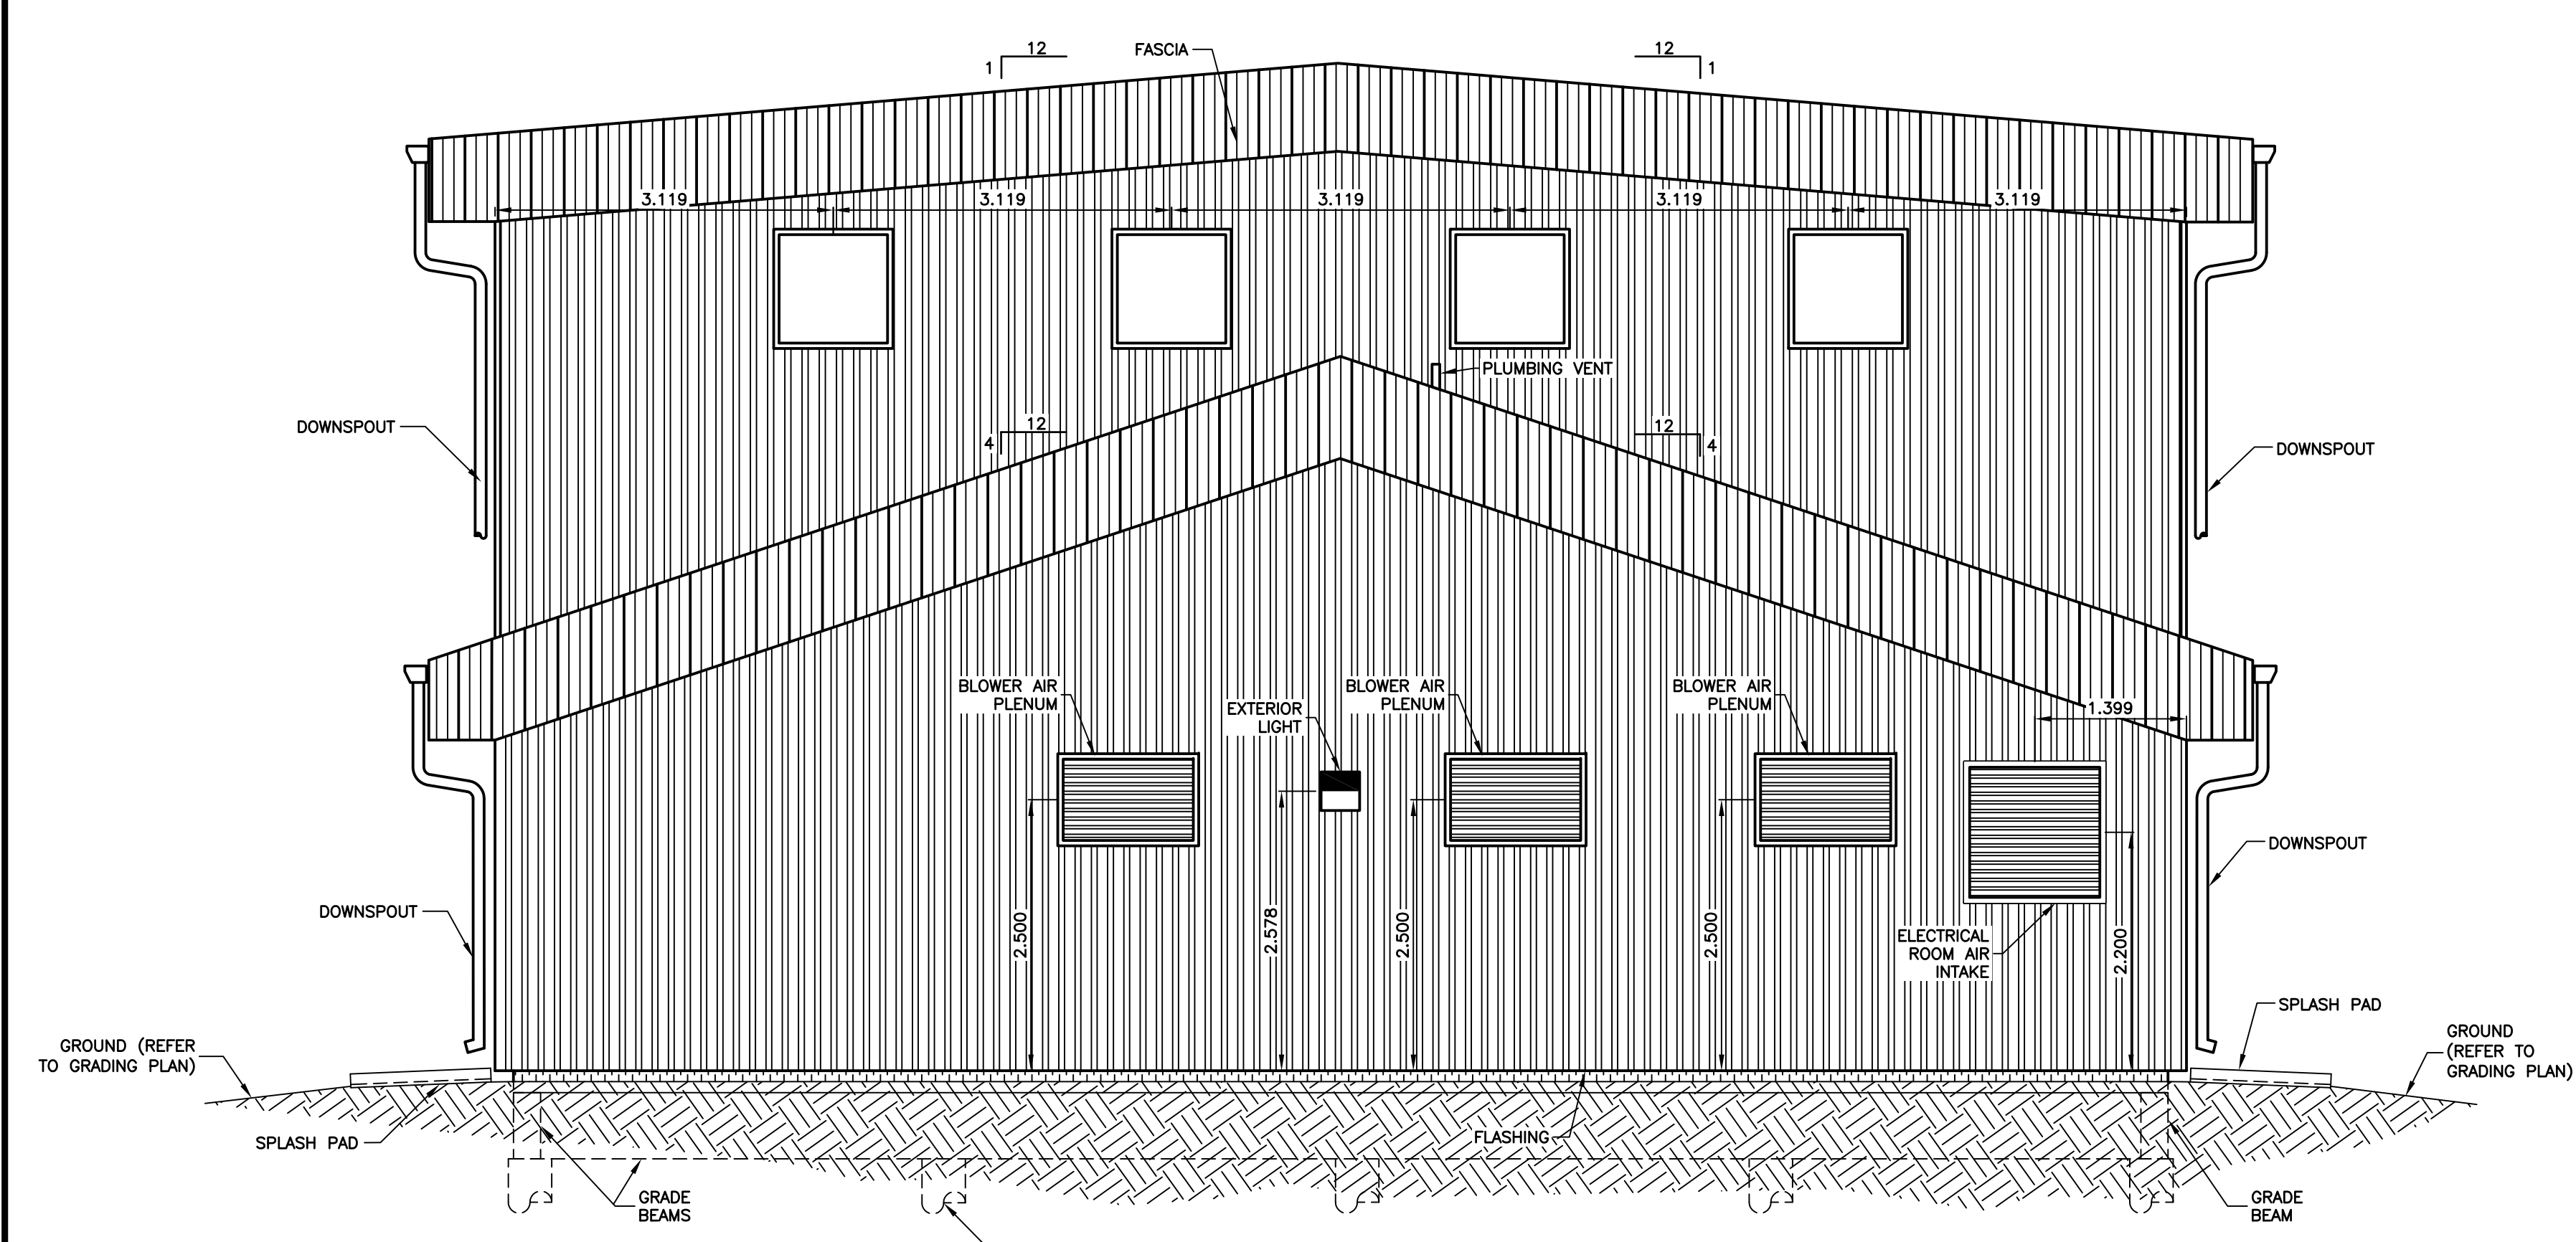 FASCIA
12
1
12
1
3.119
3.119
3.119
3.119
3.119
PLUMBING VENT
12
4
12
4
DOWNSPOUT
DOWNSPOUT
BLOWER AIR
PLENUM
EXTERIOR
LIGHT
BLOWER AIR
PLENUM
BLOWER AIR
PLENUM
1.399
DOWNSPOUT
DOWNSPOUT
2.500
2.578
2.500
2.500
ELECTRICAL
ROOM AIR
INTAKE
2.200
SPLASH PAD
GROUND (REFER
TO GRADING PLAN)
GROUND
(REFER TO
GRADING PLAN)
SPLASH PAD
FLASHING
GRADE
BEAMS
GRADE
BEAM